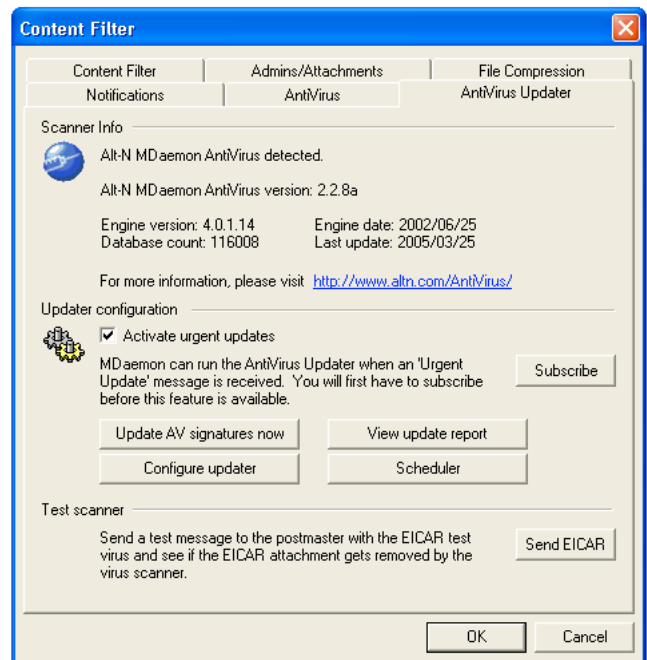 Content Filter
Content Filter
Admins/Attachments
File Compression
Notifications
AntiVirus
AntiVirus Updater
Scanner Info
Alt-N MDaemon AntiVirus detected.
Alt-N MDaemon AntiVirus version: 2.2.8a
Engine version: 4.0.1.14 Engine date: 2002/06/25
Database count: 116008 Last update: 2005/03/25
For more information, please visit http://www.altn.com/AntiVirus/
Updater configuration
Activate urgent updates
MDaemon can run the AntiVirus Updater when an 'Urgent
Update' message is received. You will first have to subscribe
before this feature is available.
Subscribe
Update AV signatures now
View update report
Configure updater
Scheduler
Test scanner
Send a test message to the postmaster with the EICAR test
virus and see if the EICAR attachment gets removed by the
virus scanner.
Send EICAR
OK
Cancel